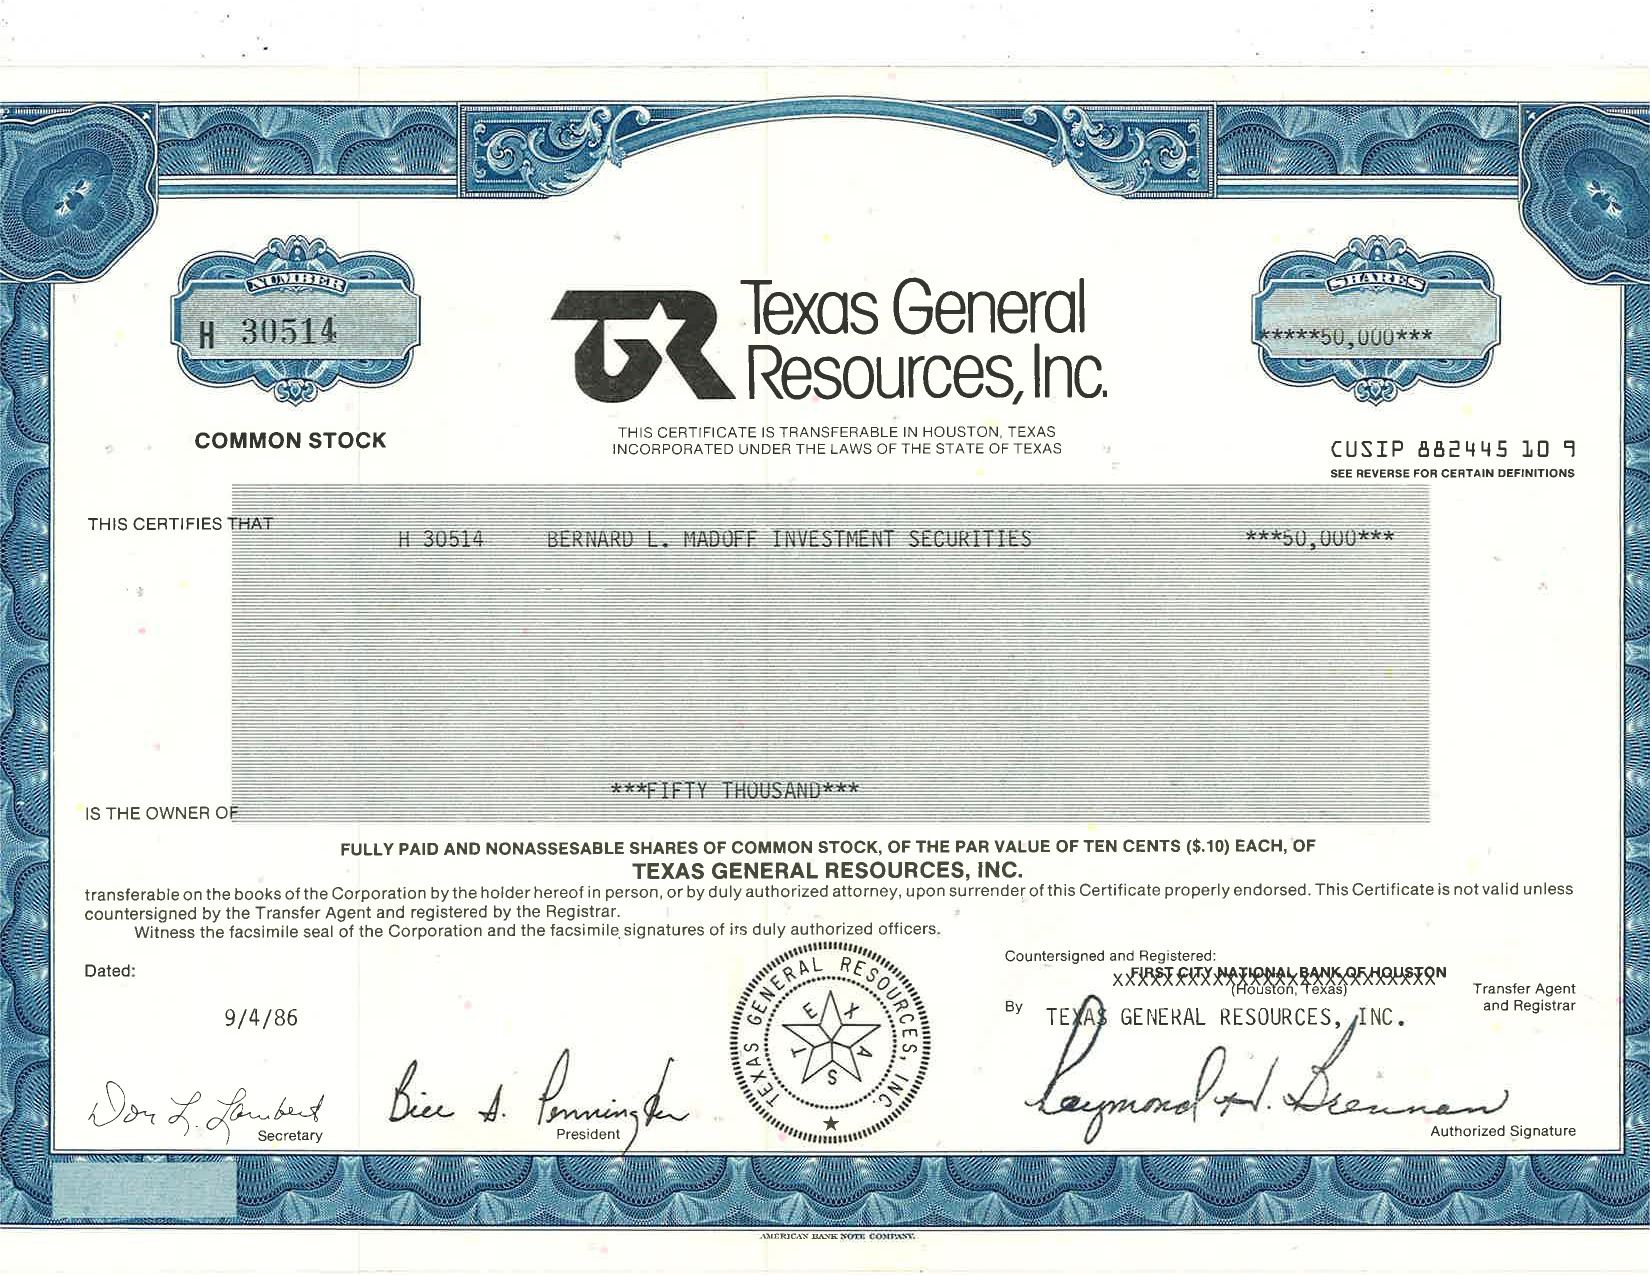 NUMBER
H 30514
SHARES
*****50,000***
TR Texas General
Resources, Inc.
COMMON STOCK
THIS CERTIFICATE IS TRANSFERABLE IN HOUSTON, TEXAS
INCORPORATED UNDER THE LAWS OF THE STATE OF TEXAS
CUSIP 882445 10 9
SEE REVERSE FOR CERTAIN DEFINITIONS
THIS CERTIFIES THAT
H 30514 BERNARD L. MADOFF INVESTMENT SECURITIES ***50,000***
***FIFTY THOUSAND***
IS THE OWNER OF
FULLY PAID AND NONASSESABLE SHARES OF COMMON STOCK, OF THE PAR VALUE OF TEN CENTS ($.10) EACH, OF
TEXAS GENERAL RESOURCES, INC.
transferable on the books of the Corporation by the holder hereof in person, or by duly authorized attorney, upon surrender of this Certificate properly endorsed. This Certificate is not valid unless
countersigned by the Transfer Agent and registered by the Registrar.
Witness the facsimile seal of the Corporation and the facsimile signatures of its duly authorized officers.
Dated:
9/4/86
Don L. Lambert
Secretary
Bill S. Pennington
President
TEXAS GENERAL RESOURCES, INC.
TEXAS
Countersigned and Registered:
FIRST CITY NATIONAL BANK OF HOUSTON
(Houston, Texas)
Transfer Agent
and Registrar
By TEXAS GENERAL RESOURCES, INC.
Raymond H. Brennan
Authorized Signature
AMERICAN BANK NOTE COMPANY.